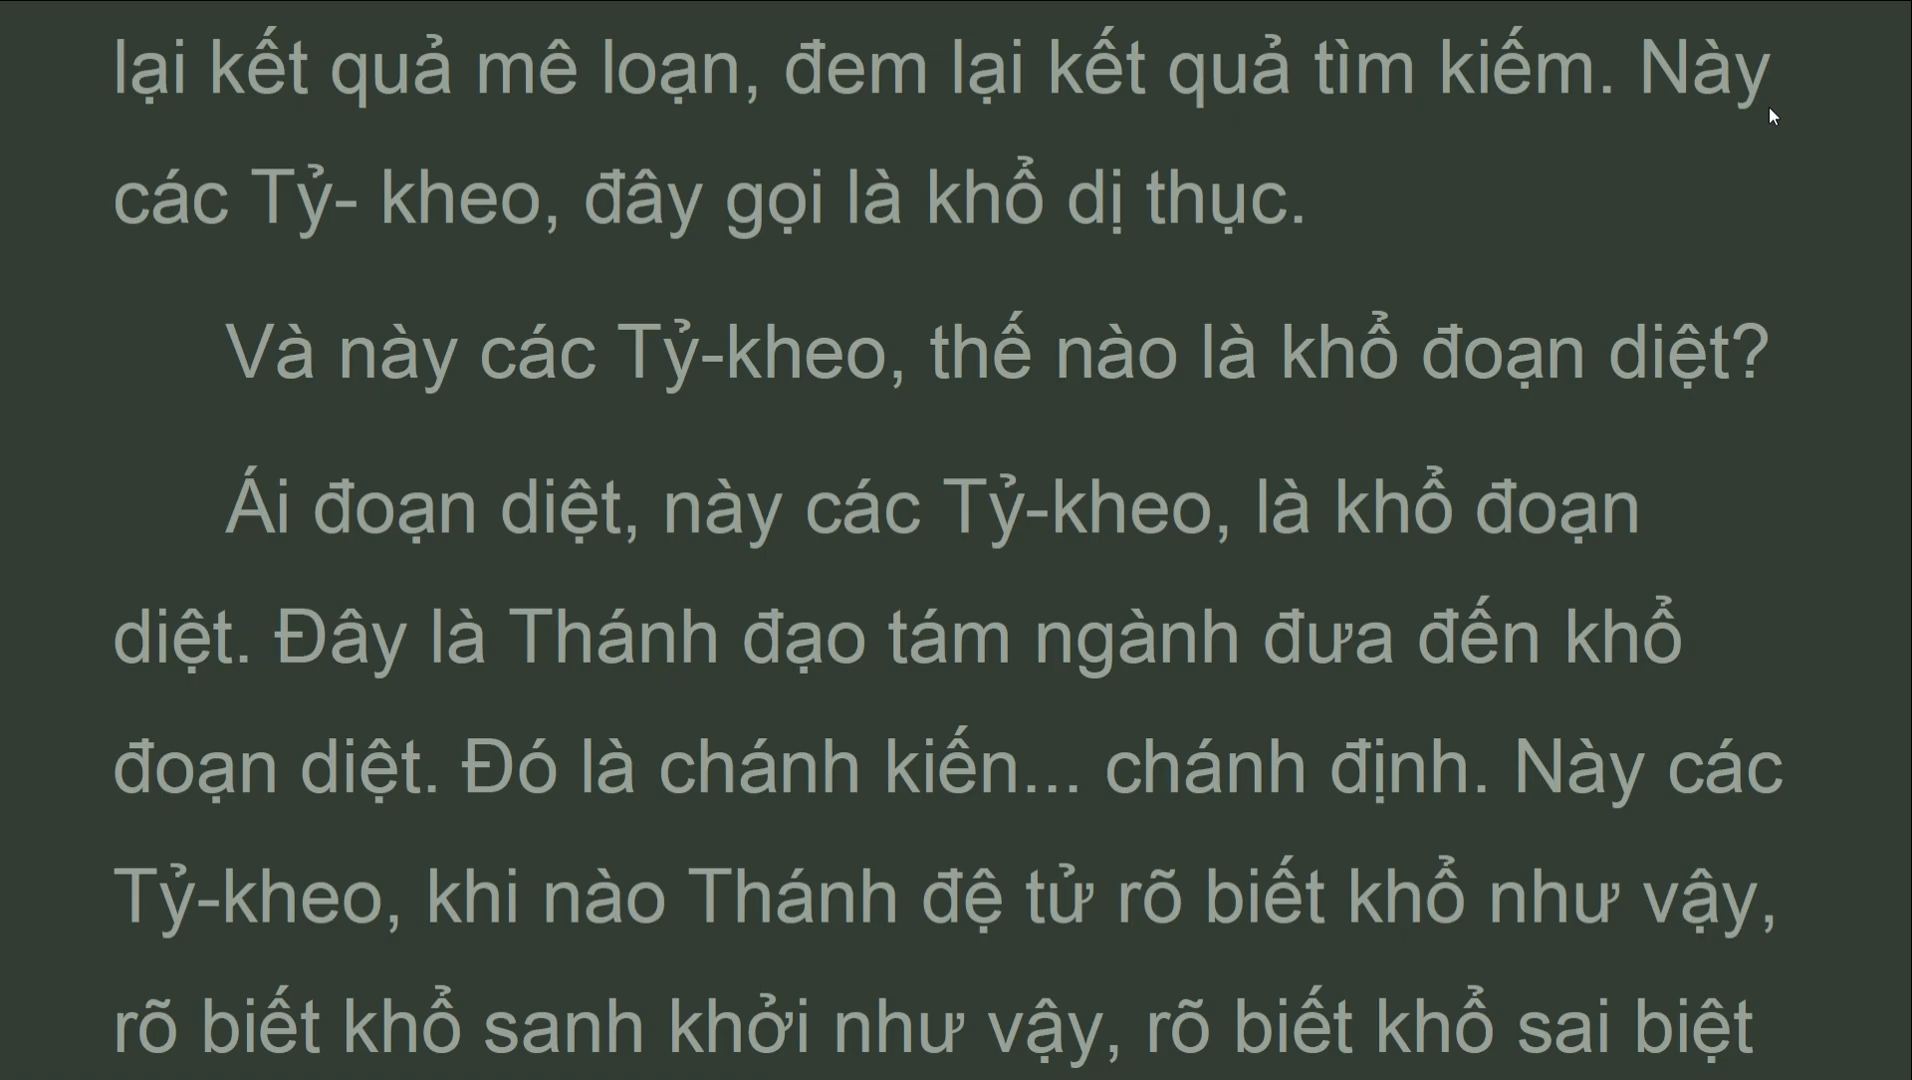 lại kết quả mê loạn, đem lại kết quả tìm kiếm. Này
các Tỷ- kheo, đây gọi là khổ dị thục.
Và này các Tỷ-kheo, thế nào là khổ đoạn diệt?
Ái đoạn diệt, này các Tỷ-kheo, là khổ đoạn
diệt. Đây là Thánh đạo tám ngành đưa đến khổ
đoạn diệt. Đó là chánh kiến... chánh định. Này các
Tỷ-kheo, khi nào Thánh đệ tử rõ biết khổ như vậy,
rõ biết khổ sanh khởi như vậy, rõ biết khổ sai biệt